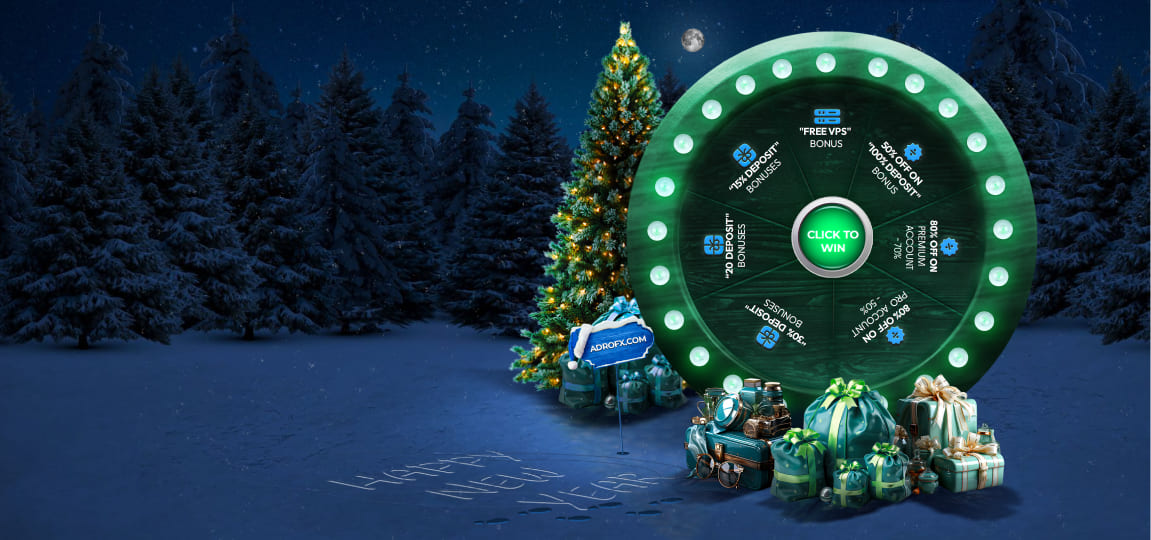 "FREE VPS"
BONUS
50% OFF ON
"100% DEPOSIT"
BONUS
80% OFF ON
PREMIUM
ACCOUNT
-70%
80% OFF ON
PRO ACCOUNT
-50%
"30% DEPOSIT"
BONUSES
"20 DEPOSIT"
BONUSES
"15% DEPOSIT"
BONUSES
CLICK TO
WIN
ADROFX.COM
HAPPY
NEW
YEAR